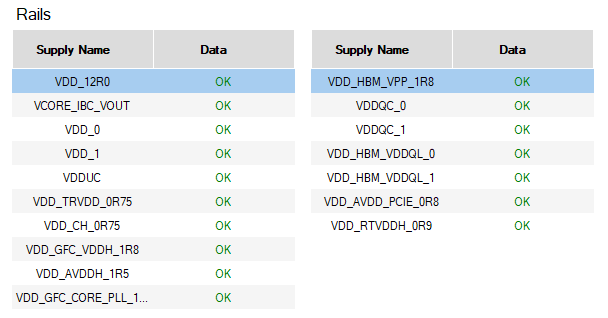 Rails
Supply Name Data
VDD_12R0 OK
VCORE_IBC_VOUT OK
VDD_0 OK
VDD_1 OK
VDDUC OK
VDD_TRVDD_0R75 OK
VDD_CH_0R75 OK
VDD_GFC_VDDH_1R8 OK
VDD_AVDDH_1R5 OK
VDD_GFC_CORE_PLL_1... OK
Supply Name Data
VDD_HBM_VPP_1R8 OK
VDDQC_0 OK
VDDQC_1 OK
VDD_HBM_VDDQL_0 OK
VDD_HBM_VDDQL_1 OK
VDD_AVDD_PCIE_0R8 OK
VDD_RTVDDH_0R9 OK